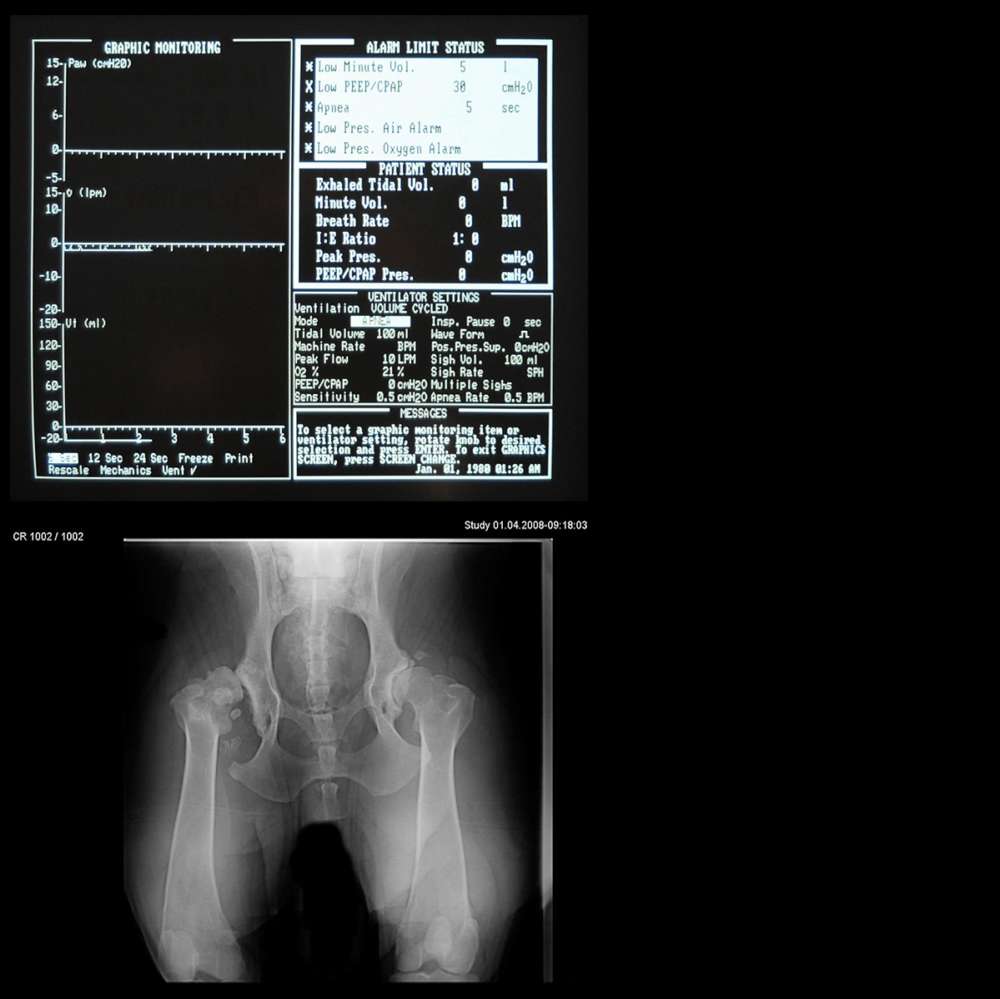 GRAPHIC MONITORING
15- Paw (cmH2O)
12-
6-
0-
-5-
15- (lpm)
10-
0-
-10-
-20-
150- Vt (ml)
120-
90-
60-
30-
0-
-20- 1 2 3 4 5 6
12 Sec 24 Sec Freeze Print
Rescale Mechanics Vent ✓
ALARM LIMIT STATUS
* Low Minute Vol. 5 l
* Low PEEP/CPAP 30 cmH2O
* Apnea 5 sec
* Low Pres. Air Alarm
* Low Pres. Oxygen Alarm
PATIENT STATUS
Exhaled Tidal Vol. 0 ml
Minute Vol. 0 l
Breath Rate 0 BPM
I:E Ratio 1: 0
Peak Pres. 0 cmH2O
PEEP/CPAP Pres. 0 cmH2O
VENTILATOR SETTINGS
Ventilation VOLUME CYCLED
Mode Insp. Pause 0 sec
Tidal Volume 100 ml Wave Form
Machine Rate BPM Pos.Pres.Sup. 0cmH2O
Peak Flow 10 LPM Sigh Vol. 100 ml
O2 % 21 % Sigh Rate SPH
PEEP/CPAP 0 cmH2O Multiple Sighs
Sensitivity 0.5 cmH2O Apnea Rate 0.5 BPM
MESSAGES
To select a graphic monitoring item or
ventilator setting, rotate knob to desired
selection and press ENTER. To exit GRAPHICS
SCREEN, press SCREEN CHANGE.
Jan. 01, 1980 01:26 AM
Study 01.04.2008-09:18:03
CR 1002 / 1002